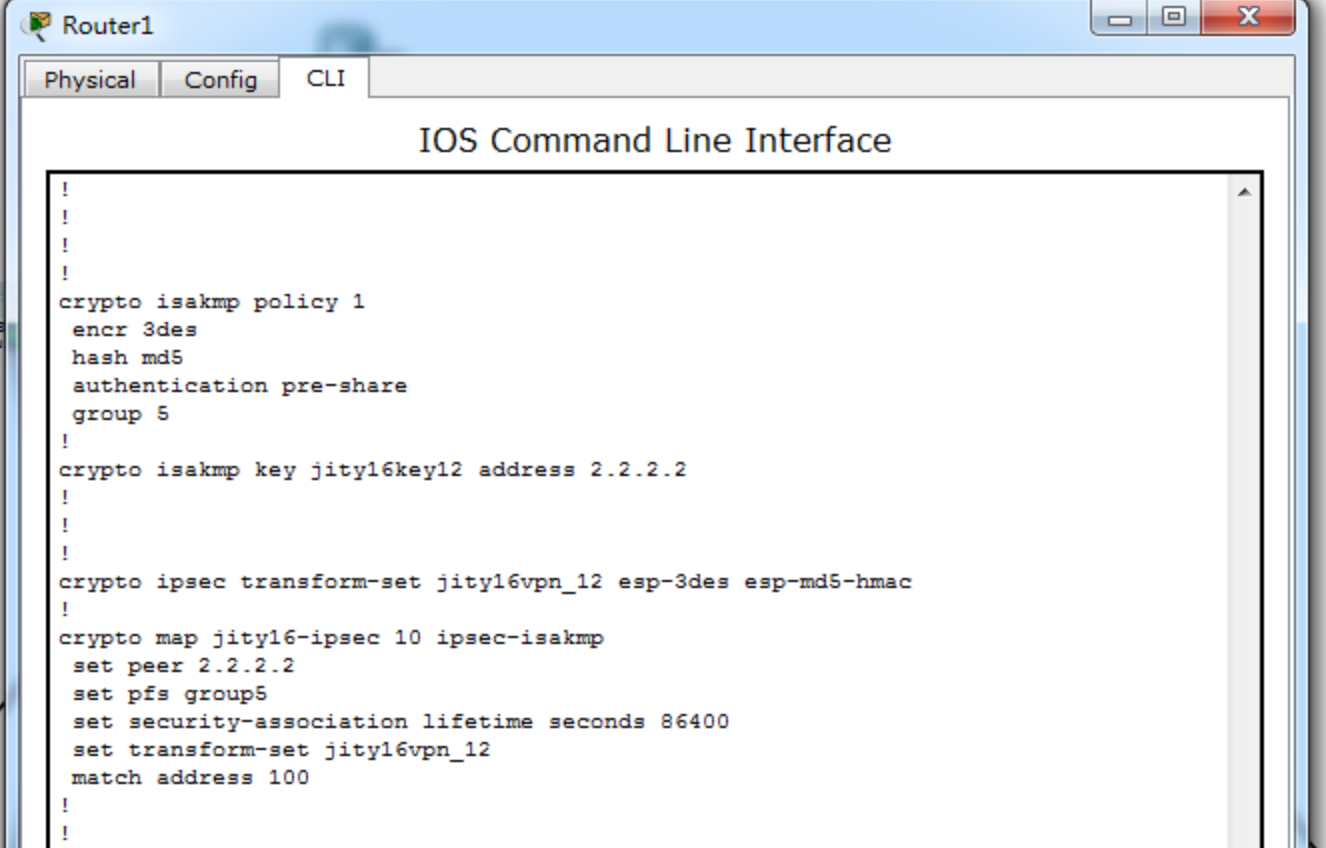 Router1
Physical Config CLI
IOS Command Line Interface
!
!
!
!
crypto isakmp policy 1
 encr 3des
 hash md5
 authentication pre-share
 group 5
!
crypto isakmp key jity16key12 address 2.2.2.2
!
!
!
crypto ipsec transform-set jity16vpn_12 esp-3des esp-md5-hmac
!
crypto map jity16-ipsec 10 ipsec-isakmp
 set peer 2.2.2.2
 set pfs group5
 set security-association lifetime seconds 86400
 set transform-set jity16vpn_12
 match address 100
!
!